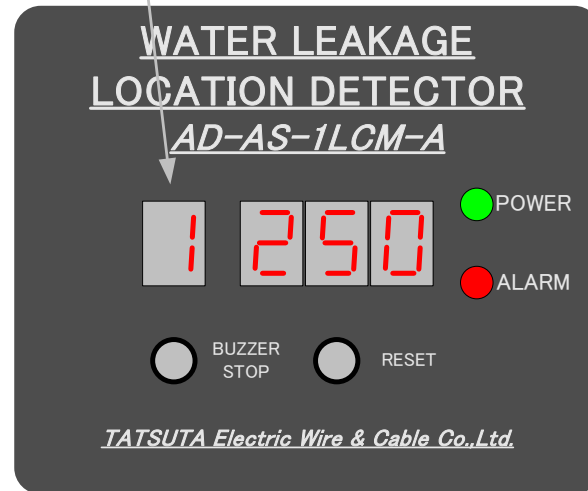 WATER LEAKAGE
LOCATION DETECTOR
AD-AS-1LCM-A
1 250
POWER
ALARM
BUZZER
STOP
RESET
TATSUTA Electric Wire & Cable Co.,Ltd.